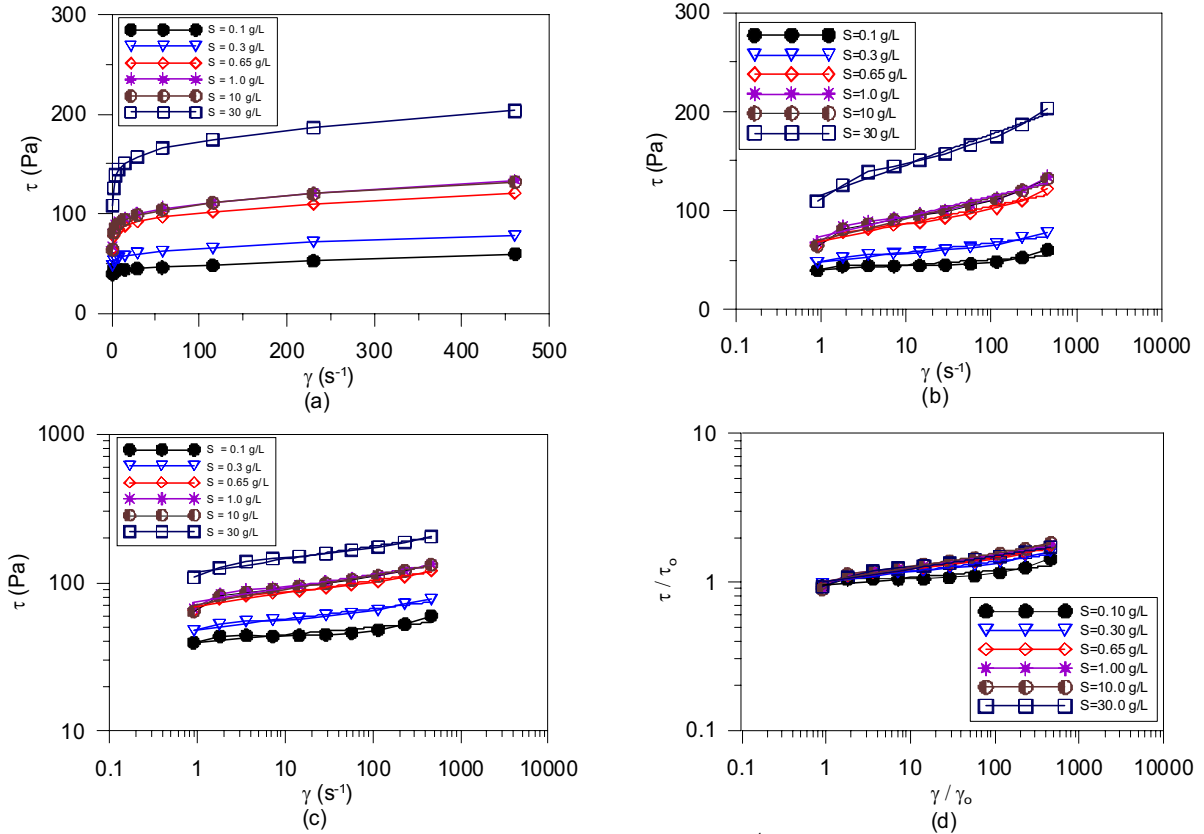 300
200
100
0
τ (Pa)
S = 0.1 g/L
S = 0.3 g/L
S = 0.65 g/L
S = 1.0 g/L
S = 10 g/L
S = 30 g/L
0 100 200 300 400 500
γ (s⁻¹)
(a)
300
200
100
0
τ (Pa)
S=0.1 g/L
S=0.3 g/L
S=0.65 g/L
S=1.0 g/L
S=10 g/L
S= 30 g/L
0.1 1 10 100 1000 10000
γ (s⁻¹)
(b)
1000
100
10
τ (Pa)
S = 0.1 g/L
S = 0.3 g/L
S = 0.65 g/L
S = 1.0 g/L
S = 10 g/L
S = 30 g/L
0.1 1 10 100 1000 10000
γ (s⁻¹)
(c)
10
1
0.1
τ / τₒ
S=0.10 g/L
S=0.30 g/L
S=0.65 g/L
S=1.00 g/L
S=10.0 g/L
S=30.0 g/L
0.1 1 10 100 1000 10000
γ / γₒ
(d)